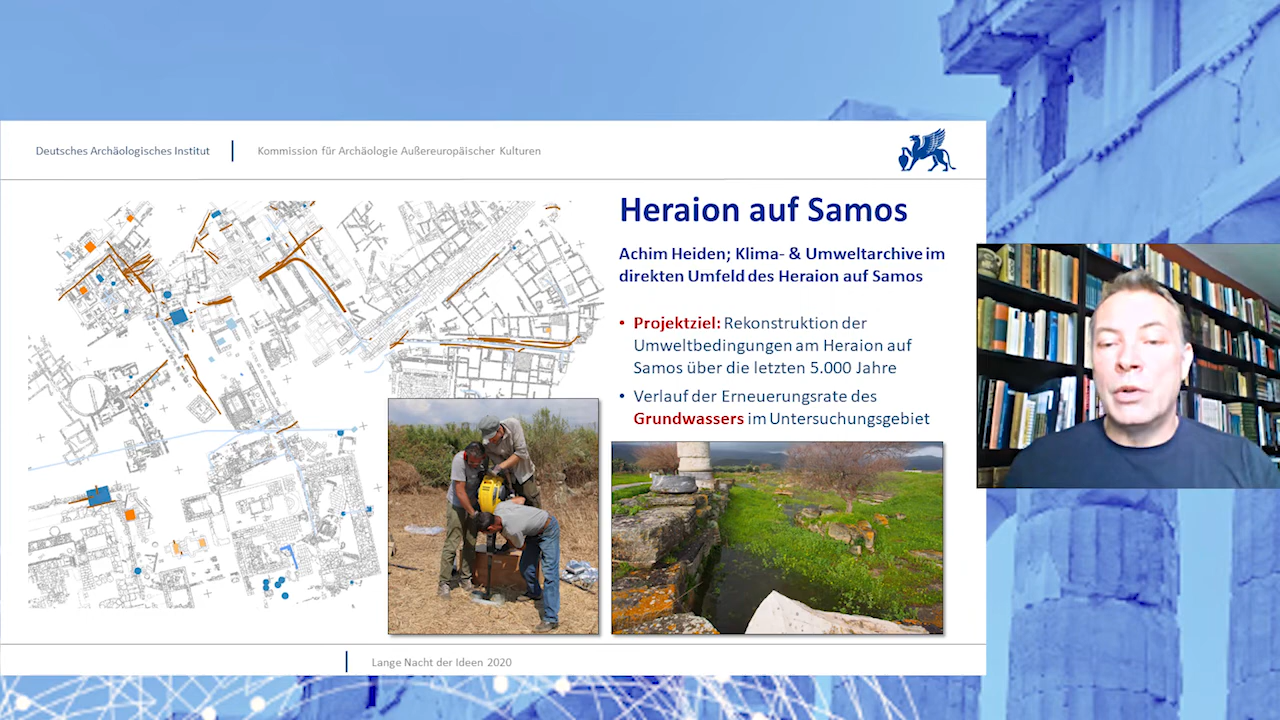 Deutsches Archäologisches Institut
Kommission für Archäologie Außereuropäischer Kulturen
Heraion auf Samos
Achim Heiden; Klima- & Umweltarchive im
direkten Umfeld des Heraion auf Samos
• Projektziel: Rekonstruktion der
Umweltbedingungen am Heraion auf
Samos über die letzten 5.000 Jahre
• Verlauf der Erneuerungsrate des
Grundwassers im Untersuchungsgebiet
Lange Nacht der Ideen 2020